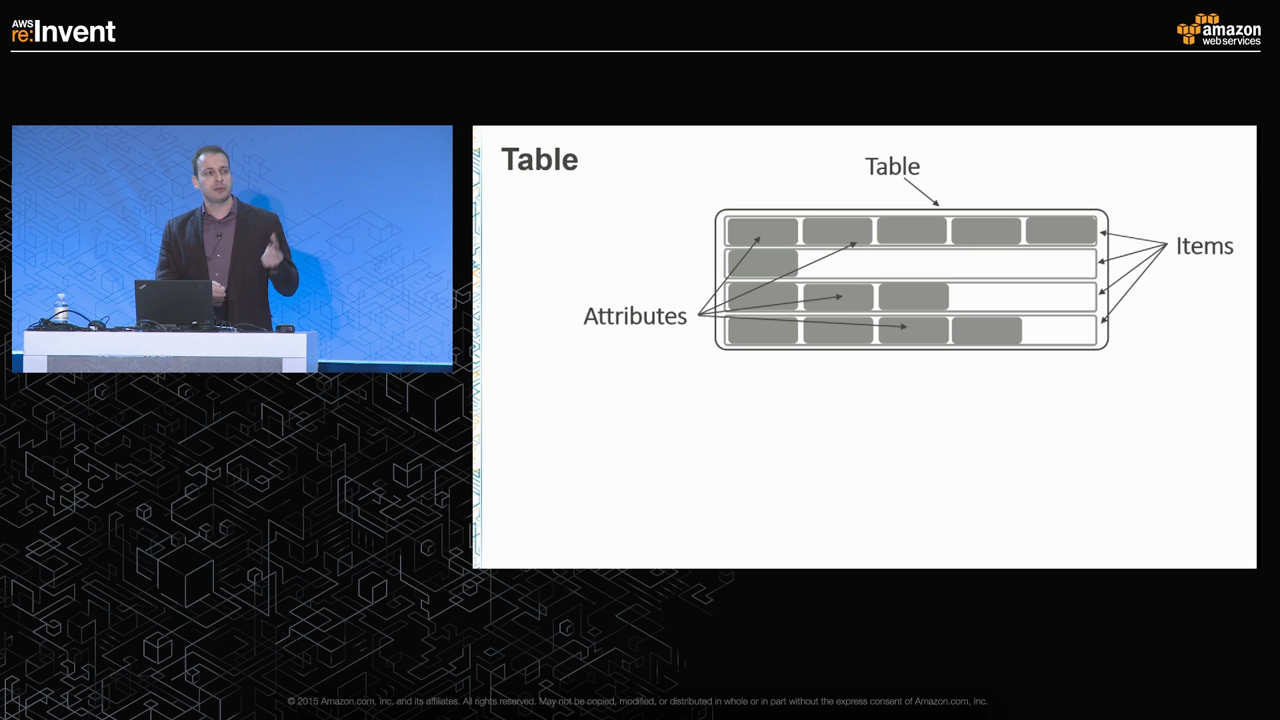 AWS
re:Invent
amazon
web services
Table
Table
Items
Attributes
© 2015 Amazon.com, Inc. and its affiliates. All rights reserved. May not be copied, modified, or distributed in whole or in part without the express consent of Amazon.com, Inc.